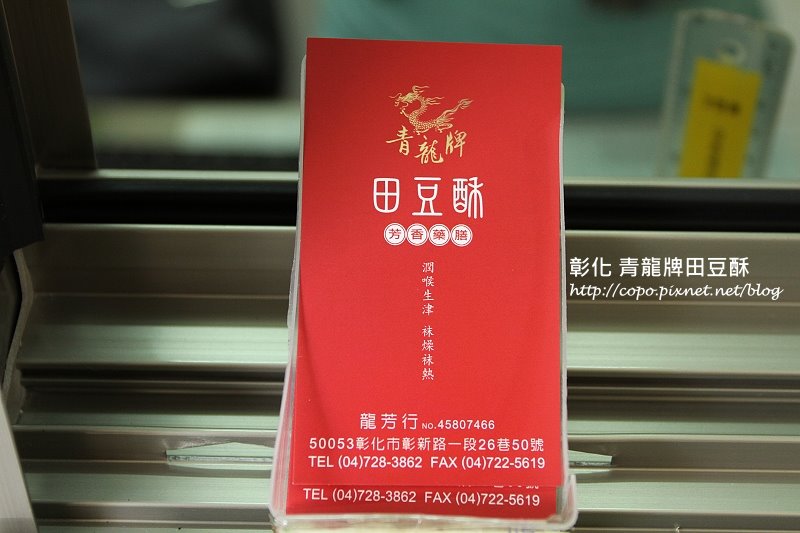 青龍牌
田豆酥
芳香藥膳
潤喉生津 袪燥袪熱
龍芳行 NO.45807466
50053彰化市彰新路一段26巷50號
TEL (04)728-3862 FAX (04)722-5619
TEL (04)728-3862 FAX (04)722-5619
彰化 青龍牌田豆酥
http://copo.pixnet.net/blog